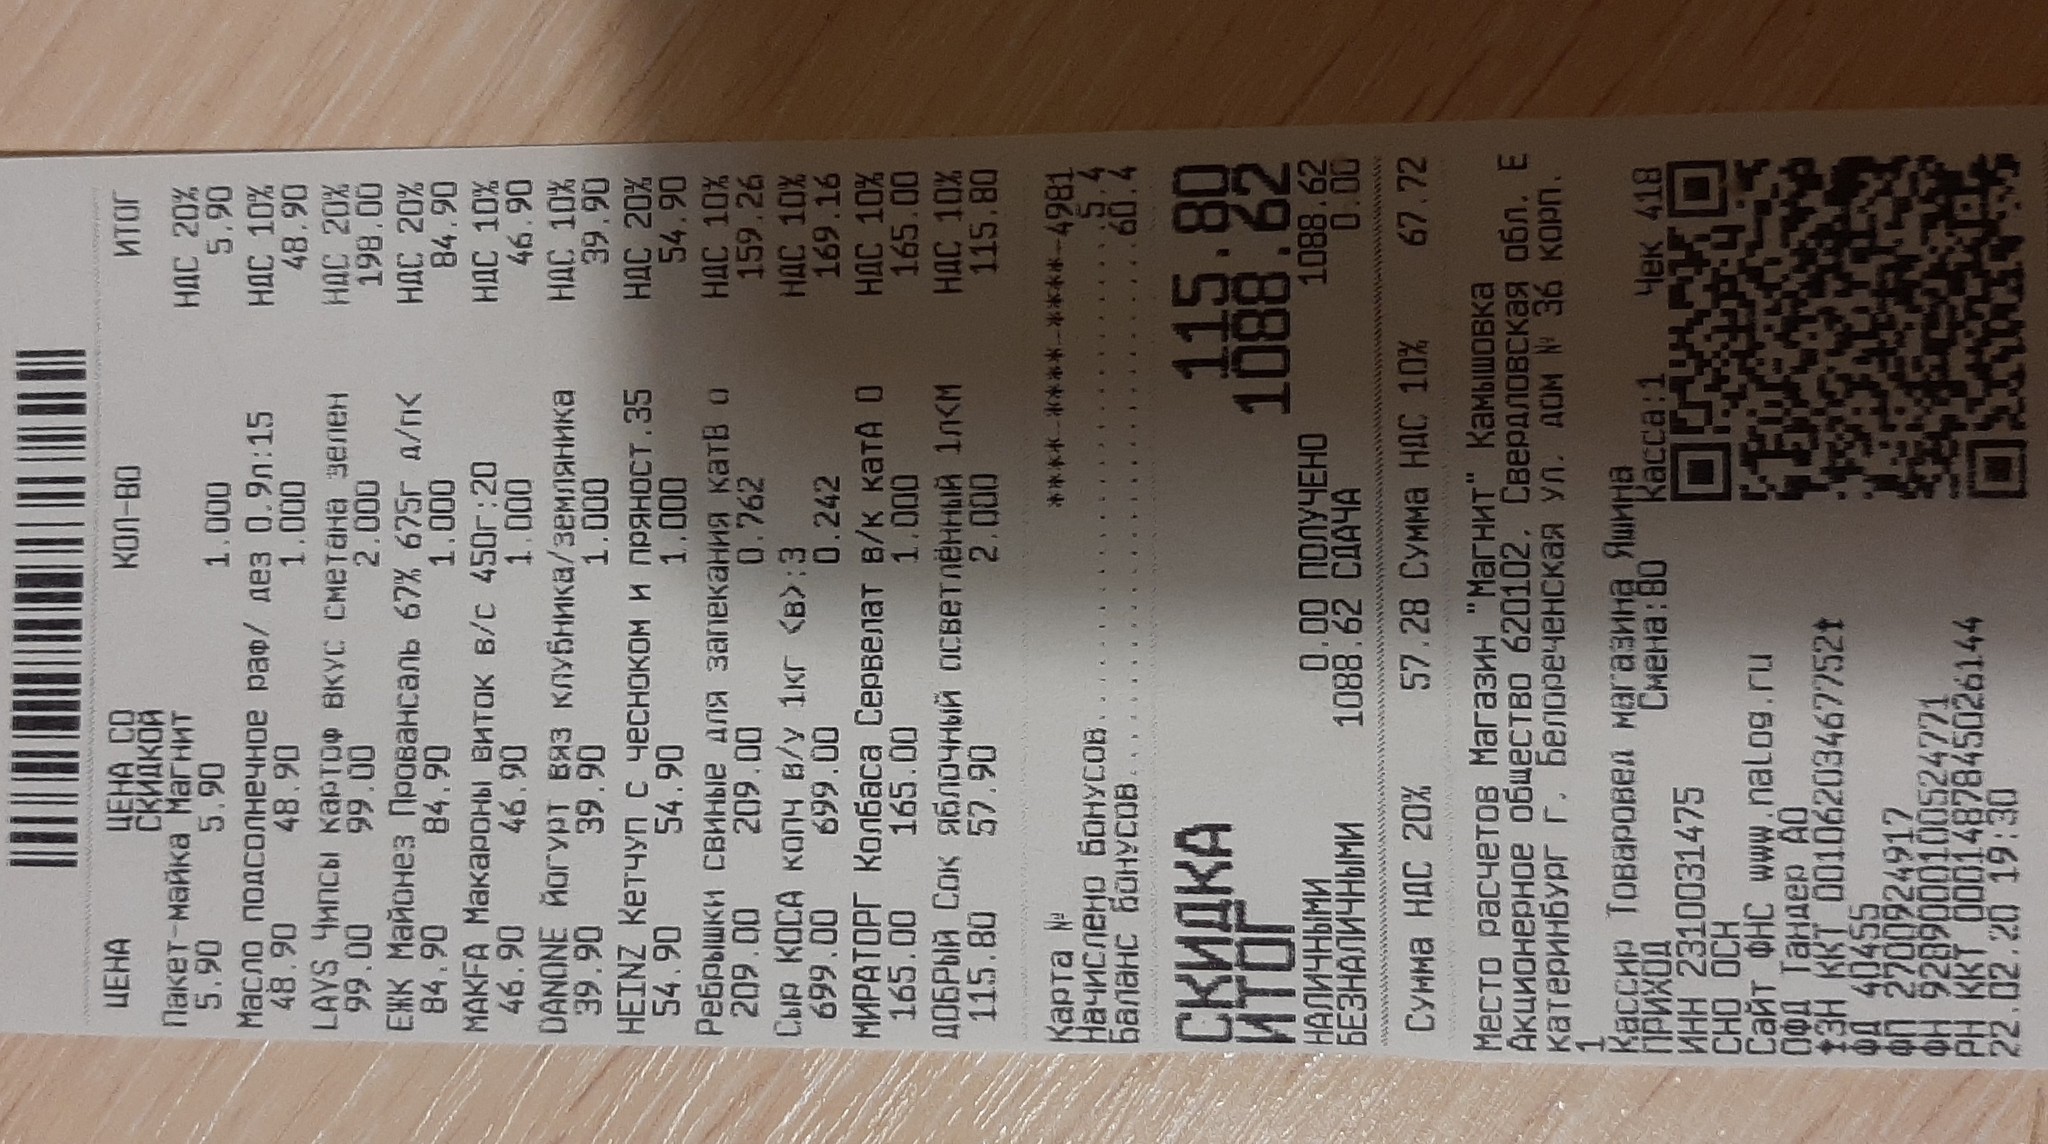 ЦЕНА ЦЕНА СО СКИДКОЙ КОЛ-ВО ИТОГ
Пакет-майка Магнит НДС 20%
5.90 5.90 1.000 5.90
Масло подсолнечное раф/ дез 0.9л:15 НДС 10%
48.90 48.90 1.000 48.90
LAYS Чипсы картоф вкус сметана зелен НДС 20%
99.00 99.00 2.000 198.00
ЕЖК Майонез Провансаль 67% 675г д/пк НДС 20%
84.90 84.90 1.000 84.90
MAKFA Макароны виток в/с 450г:20 НДС 10%
46.90 46.90 1.000 46.90
DANONE йогурт вяз клубника/земляника НДС 10%
39.90 39.90 1.000 39.90
HEINZ Кетчуп с чесноком и пряност.35 НДС 20%
54.90 54.90 1.000 54.90
Ребрышки свиные для запекания катВ о НДС 10%
209.00 209.00 0.762 159.26
Сыр КОСА копч в/у 1кг <в>:3 НДС 10%
699.00 699.00 0.242 169.16
МИРАТОРГ Колбаса Сервелат в/к катА О НДС 10%
165.00 165.00 1.000 165.00
ДОБРЫЙ Сок яблочный осветлённый 1лКМ НДС 10%
115.80 57.90 2.000 115.80
Карта № ****-****-****-4981
Начислено бонусов..............5.4
Баланс бонусов................60.4
СКИДКА 115.80
ИТОГ 1088.62
НАЛИЧНЫМИ 0.00 ПОЛУЧЕНО 1088.62
БЕЗНАЛИЧНЫМИ 1088.62 СДАЧА 0.00
Сумма НДС 20% 57.28 Сумма НДС 10% 67.72
Место расчетов Магазин "Магнит" Камышовка
Акционерное общество 620102, Свердловская обл. Е
катеринбург г. Белореченская ул. дом № 36 корп.
1
Кассир Товаровед магазина Яшина
ПРИХОД Смена:80 Касса:1 Чек 418
ИНН 2310031475
СНО ОСН
Сайт ФНС www.nalog.ru
ОФД Тандер АО
↑ЗН ККТ 00106203467752↑
ФД 40455
ФП 2700924917
ФН 9289000100524771
РН ККТ 0001487845026144
22.02.20 19:30